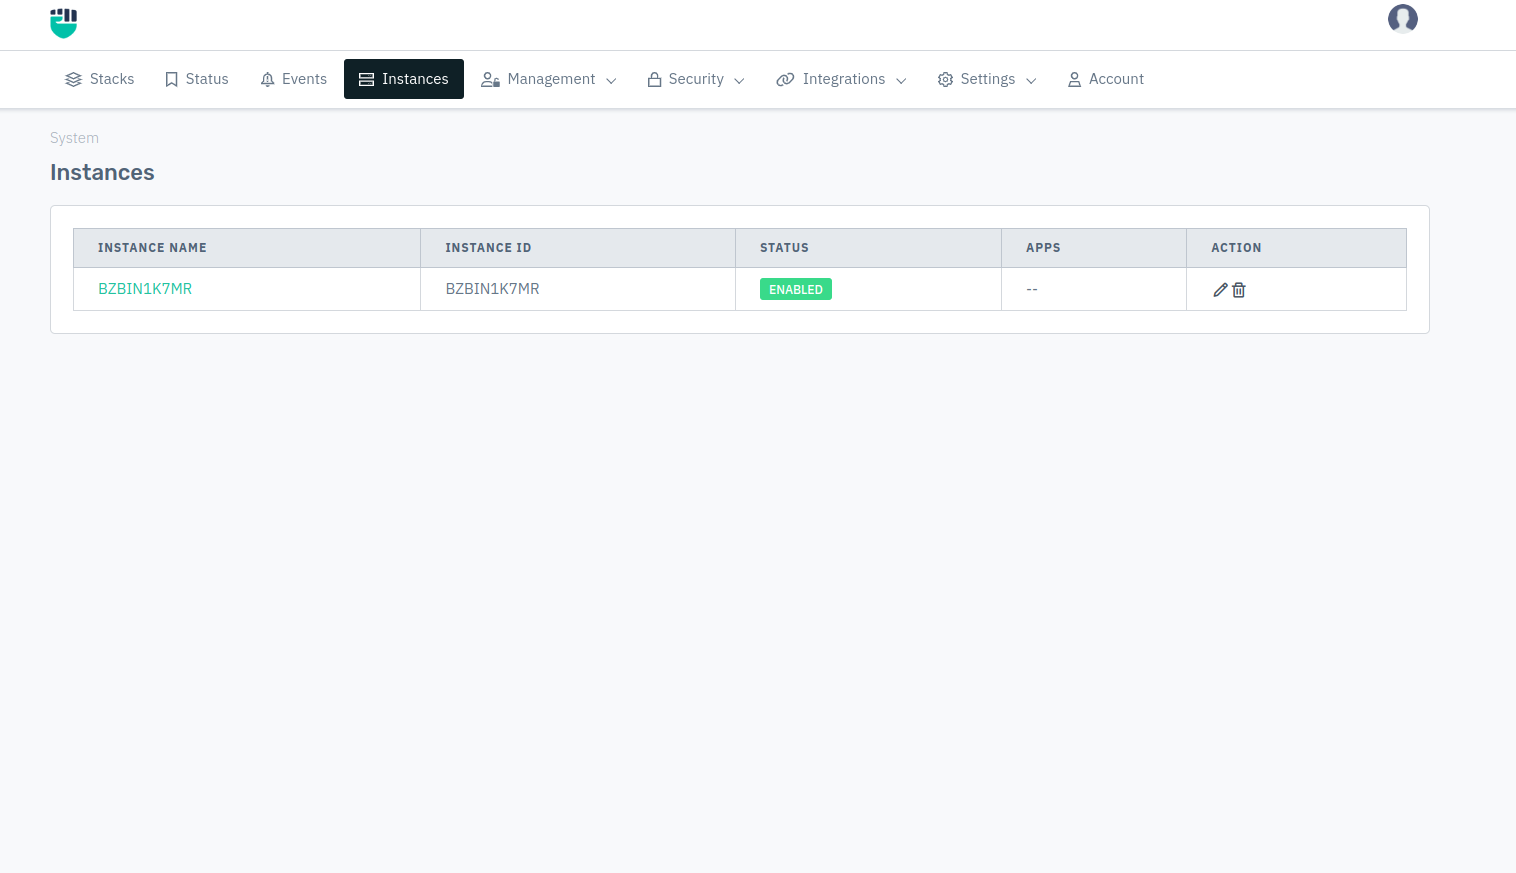 Stacks Status Events Instances Management Security Integrations Settings Account
System
Instances
INSTANCE NAME INSTANCE ID STATUS APPS ACTION
BZBIN1K7MR BZBIN1K7MR ENABLED --